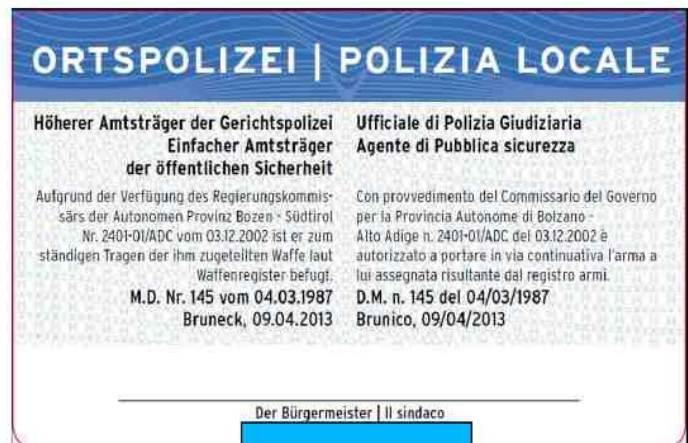 ORTSPOLIZEI | POLIZIA LOCALE
Höherer Amtsträger der Gerichtspolizei
Einfacher Amtsträger
der öffentlichen Sicherheit
Aufgrund der Verfügung des Regierungskommis-
särs der Autonomen Provinz Bozen - Südtirol
Nr. 2401-01/ADC vom 03.12.2002 ist er zum
ständigen Tragen der ihm zugeteilten Waffe laut
Waffenregister befugt.
M.D. Nr. 145 vom 04.03.1987
Bruneck, 09.04.2013
Ufficiale di Polizia Giudiziaria
Agente di Pubblica sicurezza
Con provvedimento del Commissario del Governo
per la Provincia Autonome di Bolzano -
Alto Adige n. 2401-01/ADC del 03.12.2002 è
autorizzato a portare in via continuativa l'arma a
lui assegnata risultante dal registro armi.
D.M. n. 145 del 04/03/1987
Brunico, 09/04/2013
Der Bürgermeister | Il sindaco